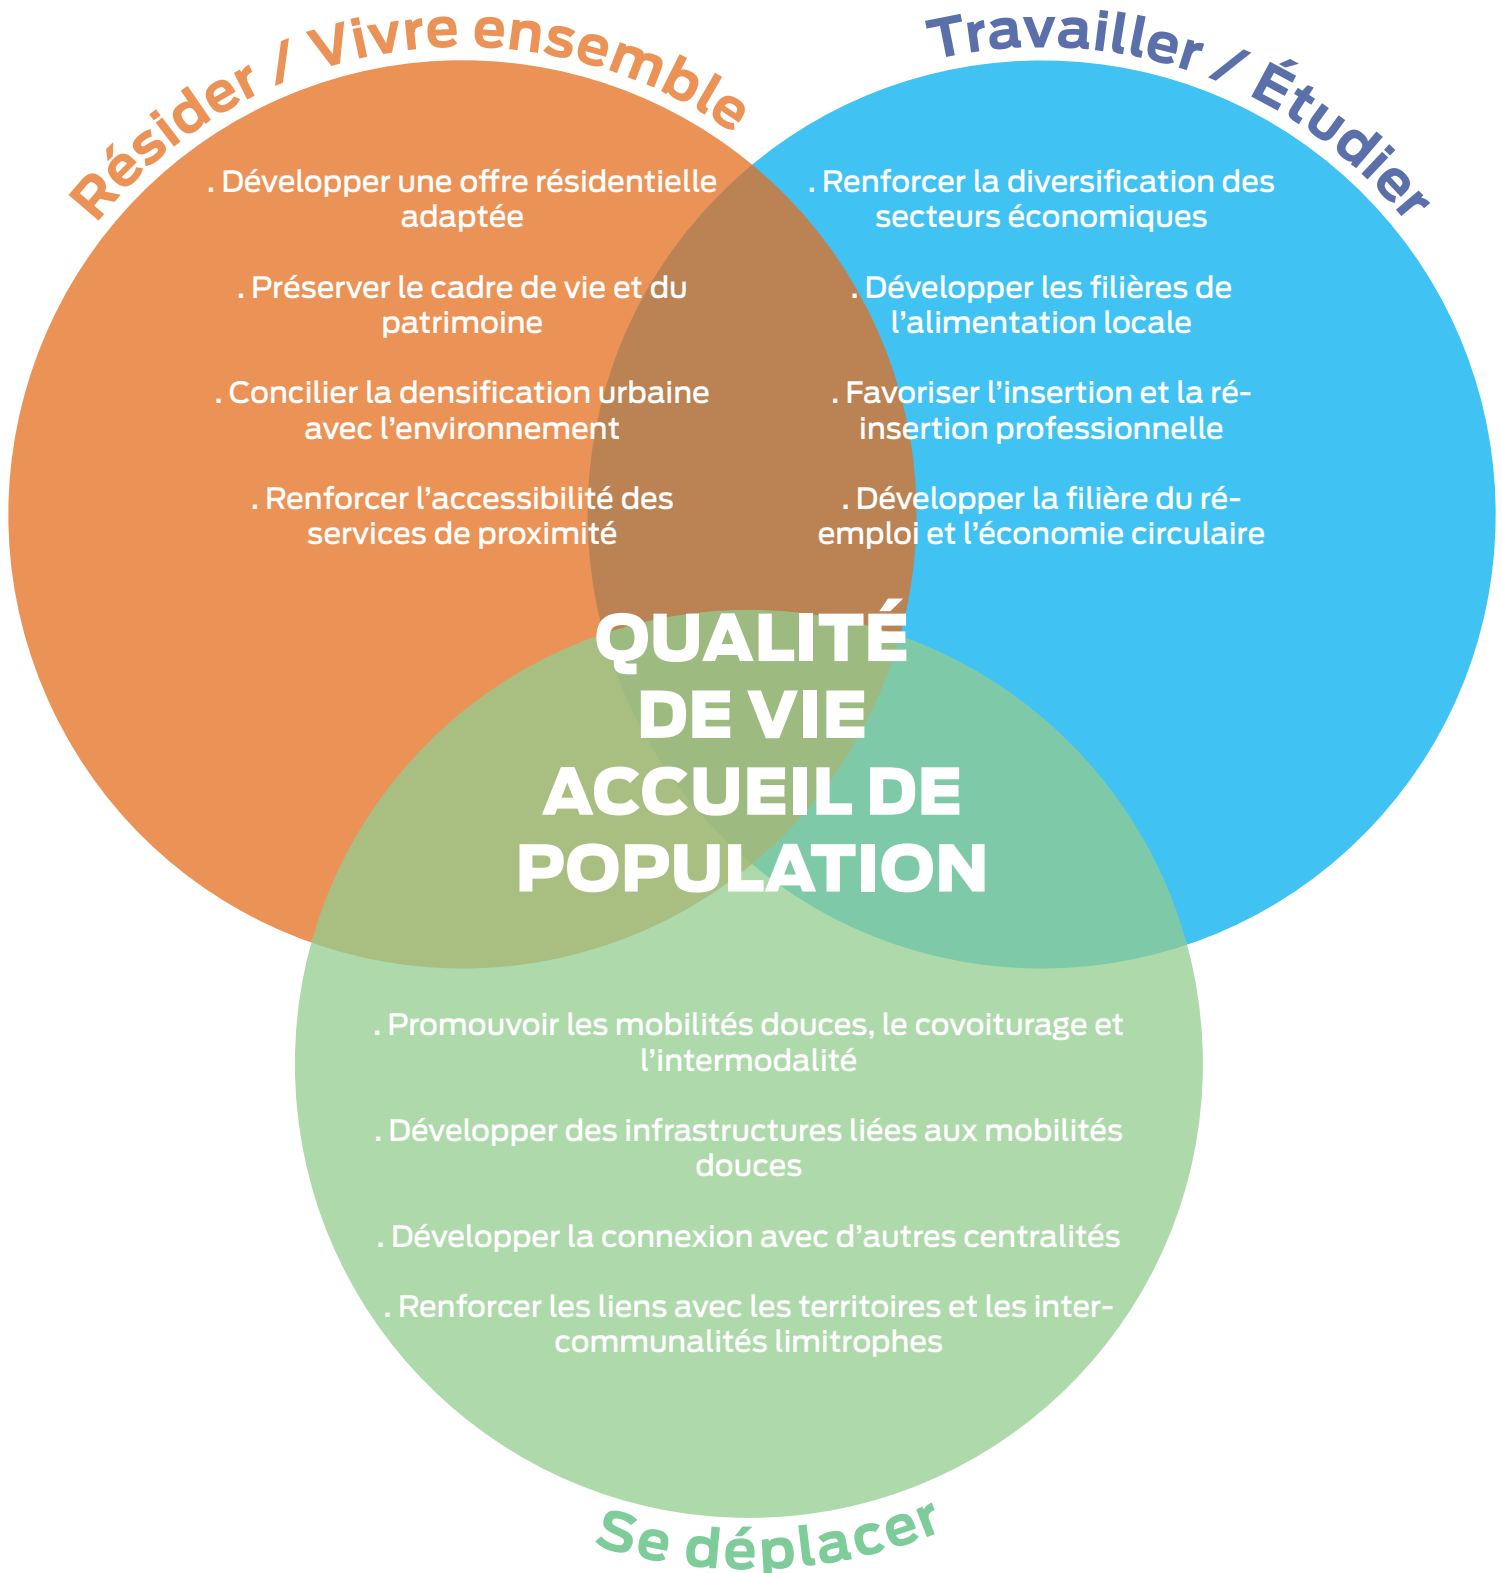 Résider / Vivre ensemble
. Développer une offre résidentielle
adaptée
. Préserver le cadre de vie et du
patrimoine
. Concilier la densification urbaine
avec l’environnement
. Renforcer l’accessibilité des
services de proximité
Travailler / Étudier
. Renforcer la diversification des
secteurs économiques
. Développer les filières de
l’alimentation locale
. Favoriser l’insertion et la ré-
insertion professionnelle
. Développer la filière du ré-
emploi et l’économie circulaire
QUALITÉ
DE VIE
ACCUEIL DE
POPULATION
. Promouvoir les mobilités douces, le covoiturage et
l’intermodalité
. Développer des infrastructures liées aux mobilités
douces
. Développer la connexion avec d’autres centralités
. Renforcer les liens avec les territoires et les inter-
communalités limitrophes
Se déplacer